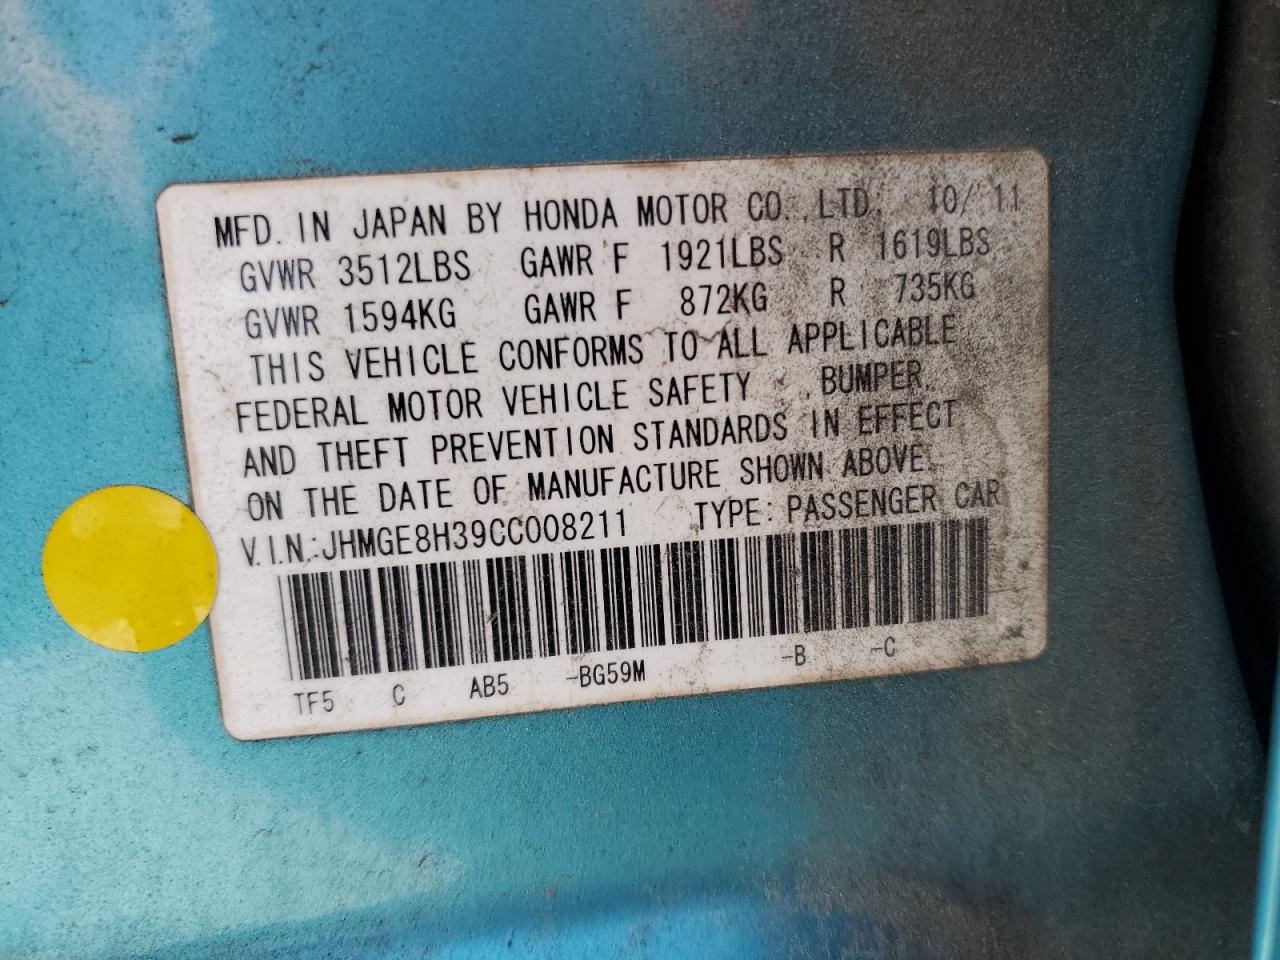 MFD. IN JAPAN BY HONDA MOTOR CO., LTD. 10/'11
GVWR 3512LBS GAWR F 1921LBS R 1619LBS
GVWR 1594KG GAWR F 872KG R 735KG
THIS VEHICLE CONFORMS TO ALL APPLICABLE
FEDERAL MOTOR VEHICLE SAFETY , BUMPER,
AND THEFT PREVENTION STANDARDS IN EFFECT
ON THE DATE OF MANUFACTURE SHOWN ABOVE.
V.I.N.:JHMGE8H39CC008211 TYPE: PASSENGER CAR
TF5 C AB5 -BG59M -B -C